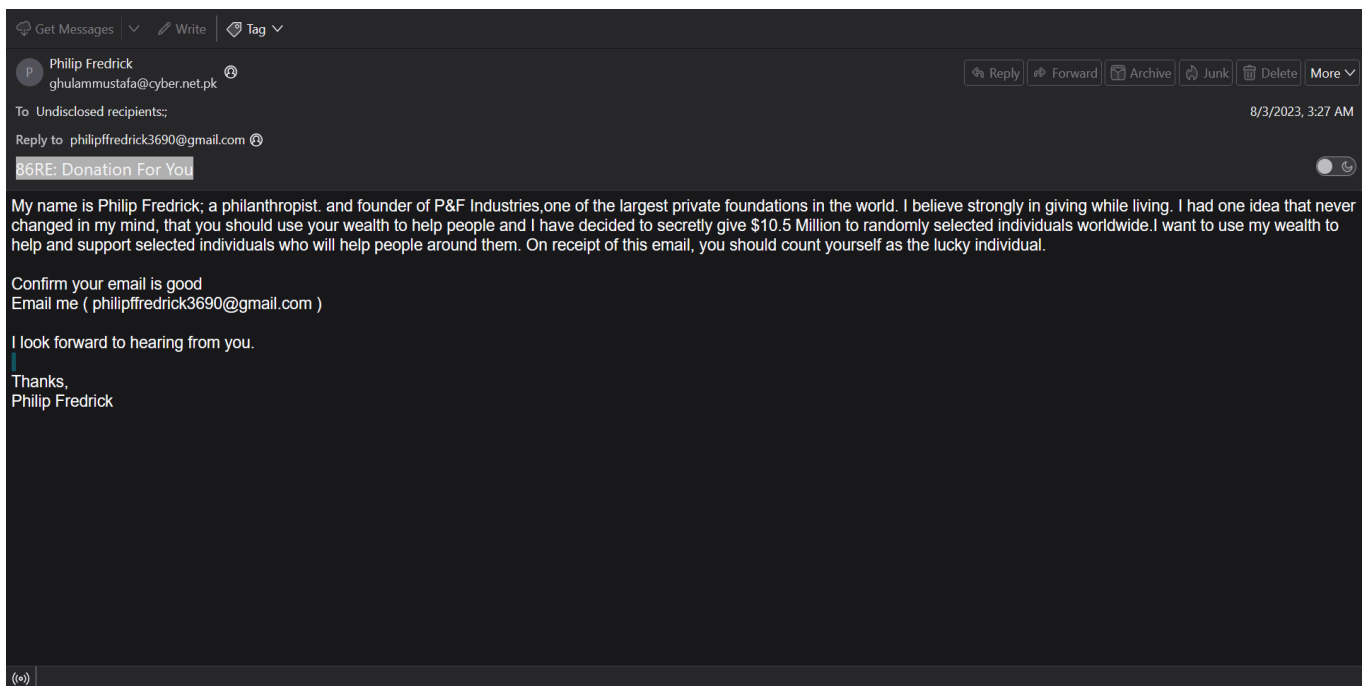 Get Messages Write Tag
P Philip Fredrick
ghulammustafa@cyber.net.pk
Reply Forward Archive Junk Delete More
To Undisclosed recipients:;
8/3/2023, 3:27 AM
Reply to philipffredrick3690@gmail.com
86RE: Donation For You
My name is Philip Fredrick; a philanthropist. and founder of P&F Industries,one of the largest private foundations in the world. I believe strongly in giving while living. I had one idea that never
changed in my mind, that you should use your wealth to help people and I have decided to secretly give $10.5 Million to randomly selected individuals worldwide.I want to use my wealth to
help and support selected individuals who will help people around them. On receipt of this email, you should count yourself as the lucky individual.
Confirm your email is good
Email me ( philipffredrick3690@gmail.com )
I look forward to hearing from you.
Thanks,
Philip Fredrick